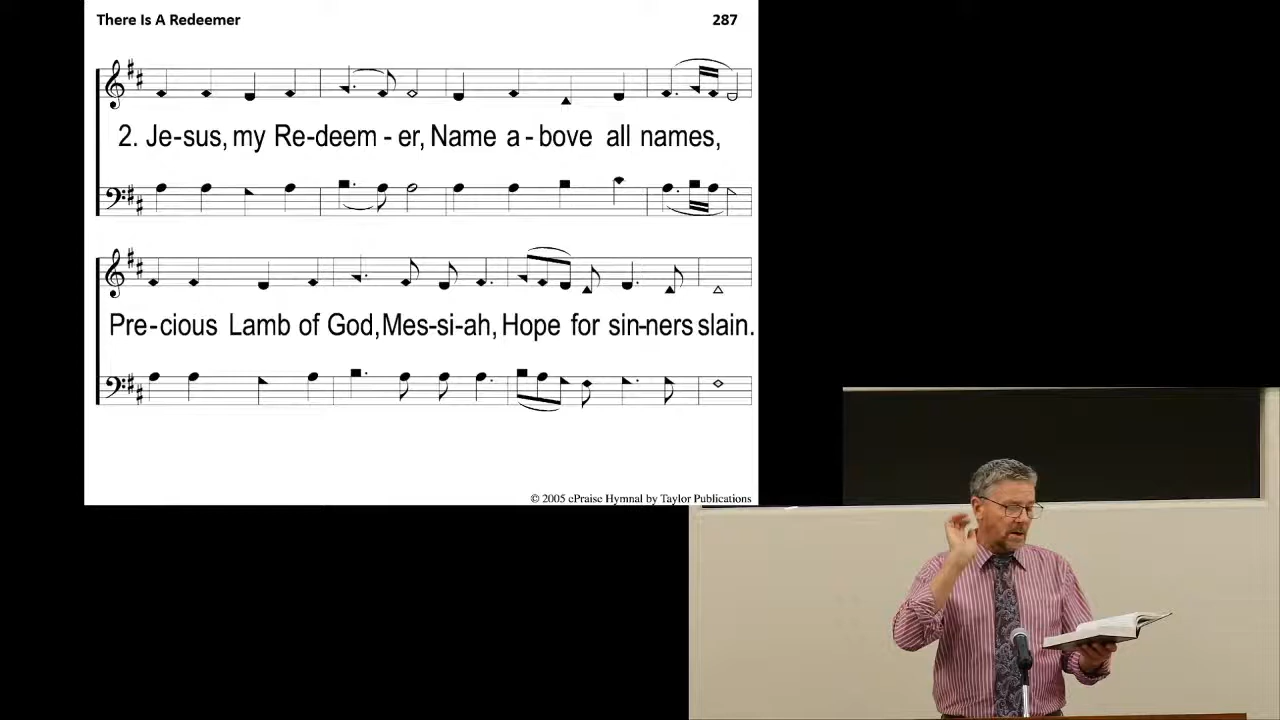 There Is A Redeemer 287
2. Je-sus, my Re-deem - er, Name a - bove all names,
Pre-cious Lamb of God, Mes-si-ah, Hope for sin-ners slain.
© 2005 ePraise Hymnal by Taylor Publications